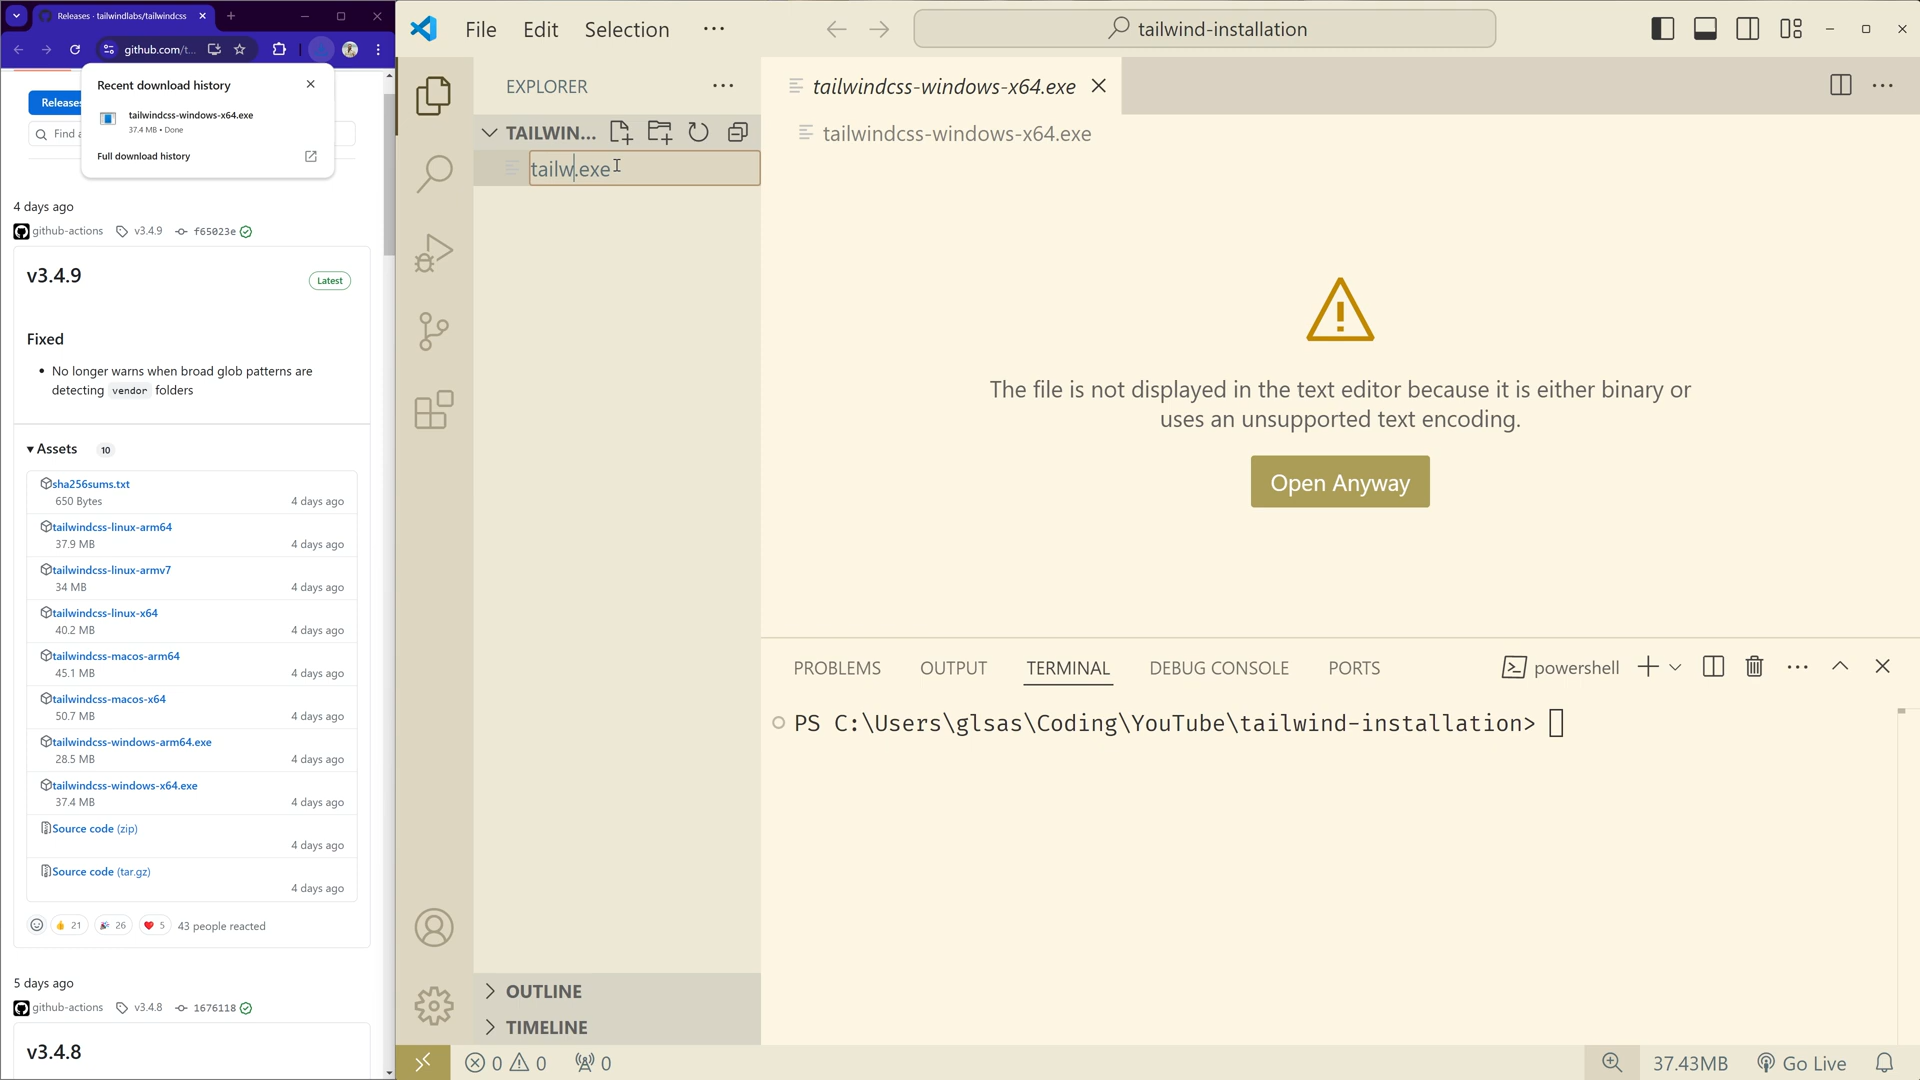 Releases · tailwindlabs/tailwindcss
github.com/t...
Releases
Find a
Recent download history
tailwindcss-windows-x64.exe
37.4 MB • Done
Full download history
4 days ago
github-actions v3.4.9 f65023e
v3.4.9
Latest
Fixed
• No longer warns when broad glob patterns are
detecting vendor folders
Assets 10
sha256sums.txt
650 Bytes 4 days ago
tailwindcss-linux-arm64
37.9 MB 4 days ago
tailwindcss-linux-armv7
34 MB 4 days ago
tailwindcss-linux-x64
40.2 MB 4 days ago
tailwindcss-macos-arm64
45.1 MB 4 days ago
tailwindcss-macos-x64
50.7 MB 4 days ago
tailwindcss-windows-arm64.exe
28.5 MB 4 days ago
tailwindcss-windows-x64.exe
37.4 MB 4 days ago
Source code (zip)
4 days ago
Source code (tar.gz)
4 days ago
21 26 5 43 people reacted
5 days ago
github-actions v3.4.8 1676118
v3.4.8
File Edit Selection ···
tailwind-installation
EXPLORER ···
TAILWIN...
tailw.exe
OUTLINE
TIMELINE
tailwindcss-windows-x64.exe
tailwindcss-windows-x64.exe
The file is not displayed in the text editor because it is either binary or
uses an unsupported text encoding.
Open Anyway
PROBLEMS OUTPUT TERMINAL DEBUG CONSOLE PORTS
powershell
PS C:\Users\glsas\Coding\YouTube\tailwind-installation>
0 0 0
37.43MB Go Live